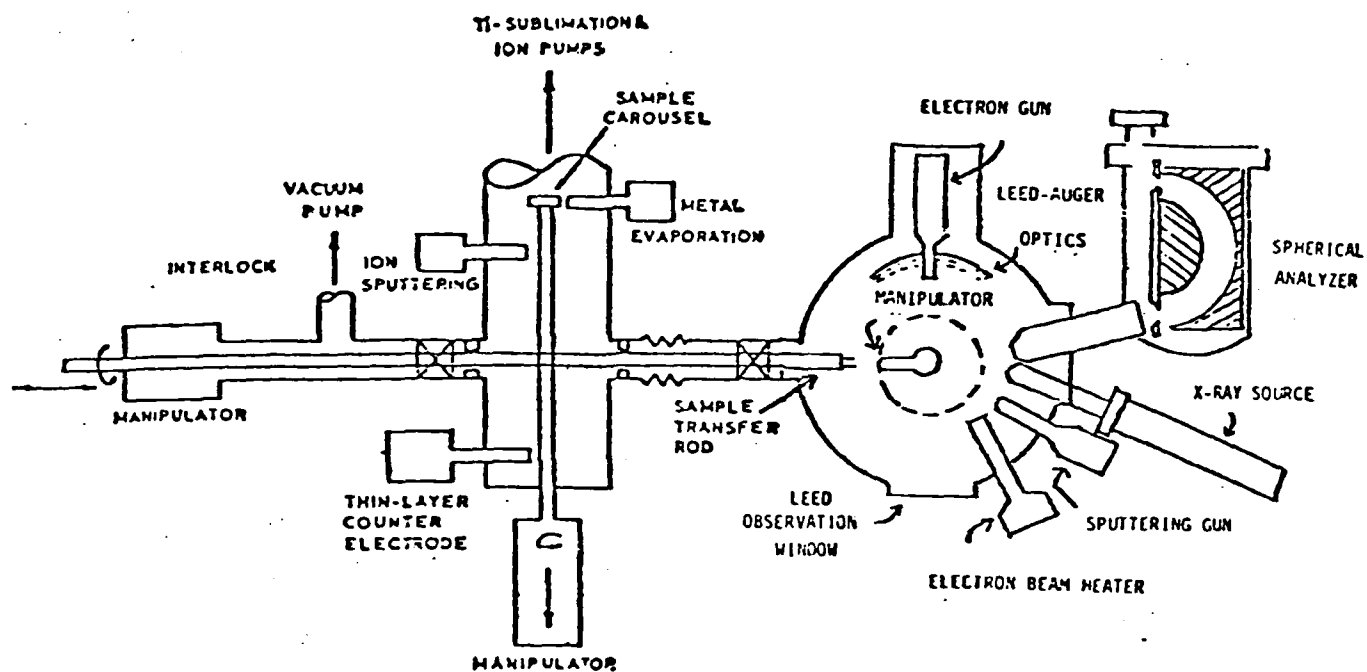 TI-SUBLIMATION &
ION PUMPS
SAMPLE
CAROUSEL
VACUUM
PUMP
METAL
EVAPORATION
INTERLOCK
ION
SPUTTERING
MANIPULATOR
THIN-LAYER
COUNTER
ELECTRODE
MANIPULATOR
SAMPLE
TRANSFER
ROD
ELECTRON GUN
LEED-AUGER
OPTICS
MANIPULATOR
SPHERICAL
ANALYZER
X-RAY SOURCE
LEED
OBSERVATION
WINDOW
SPUTTERING GUN
ELECTRON BEAM HEATER